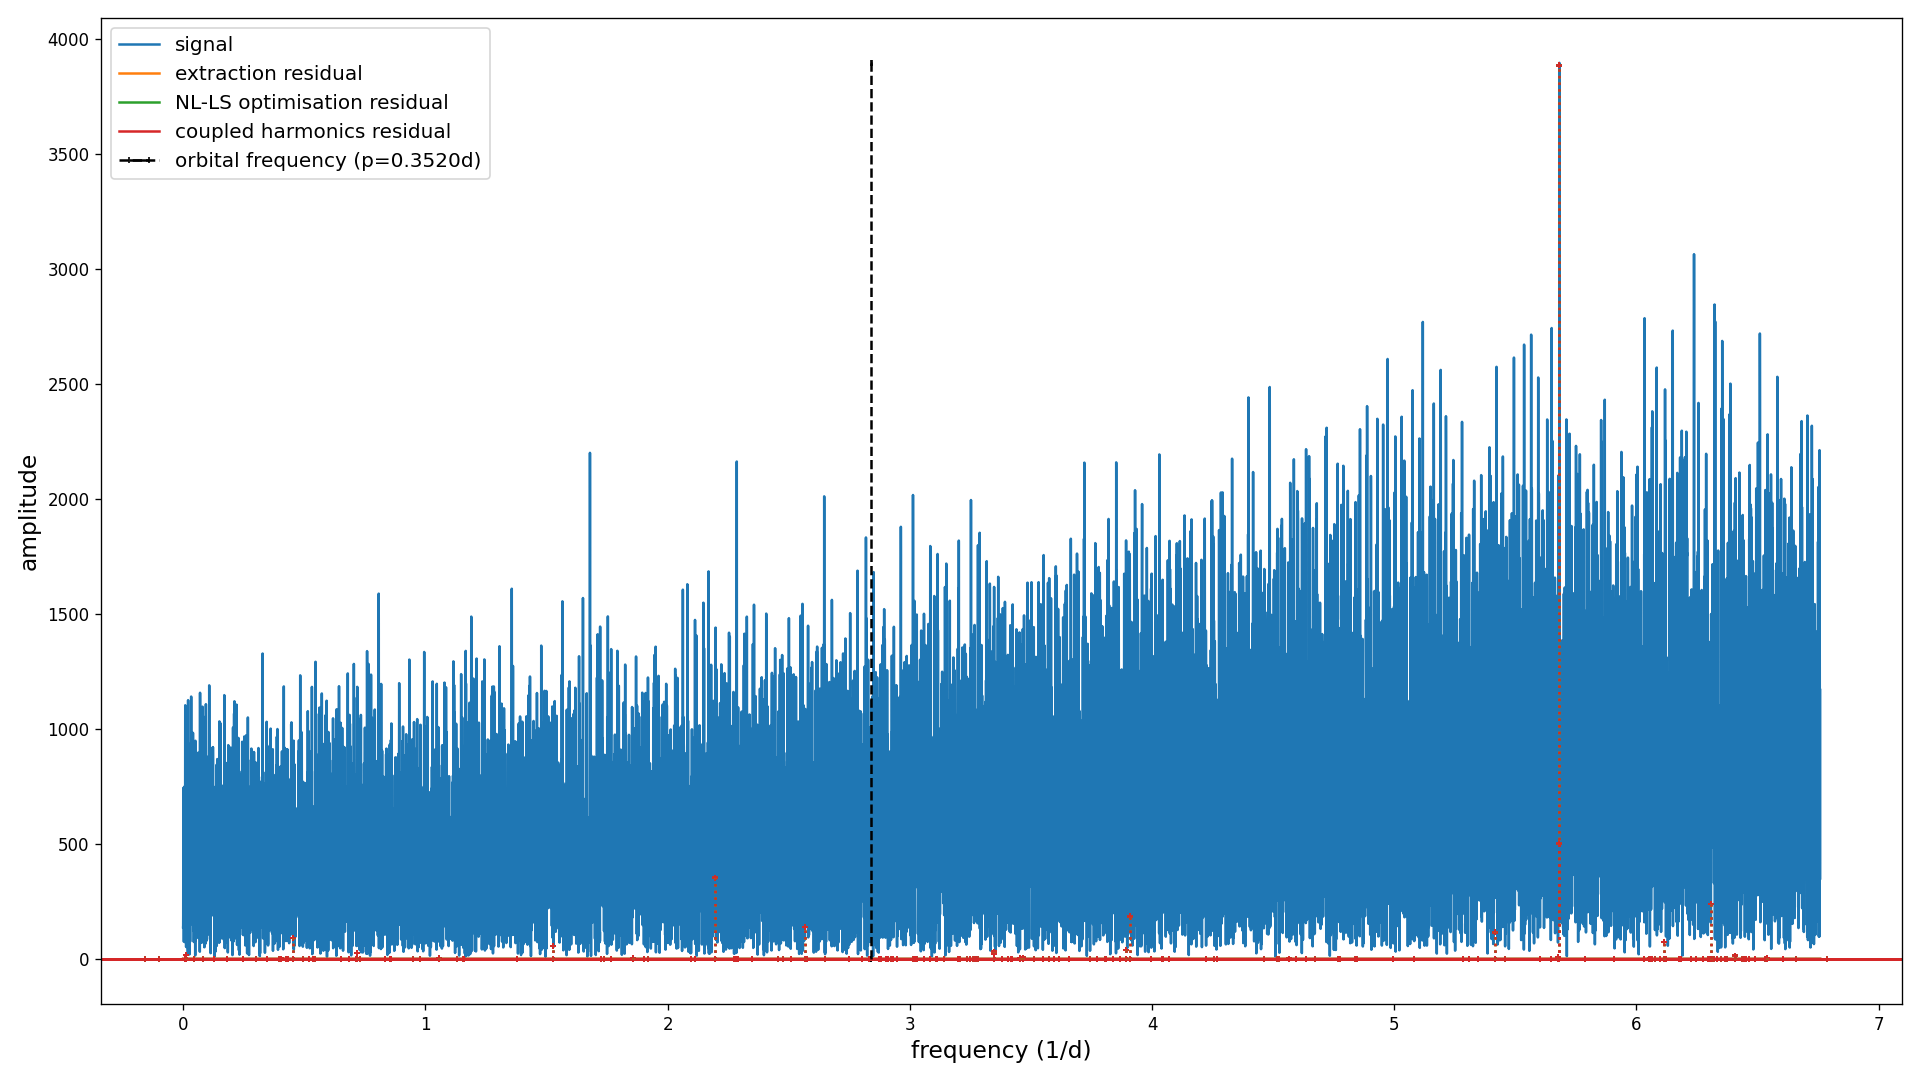 4000
3500
3000
2500
2000
1500
1000
500
0
amplitude
signal
extraction residual
NL-LS optimisation residual
coupled harmonics residual
orbital frequency (p=0.3520d)
0 1 2 3 4 5 6 7
frequency (1/d)